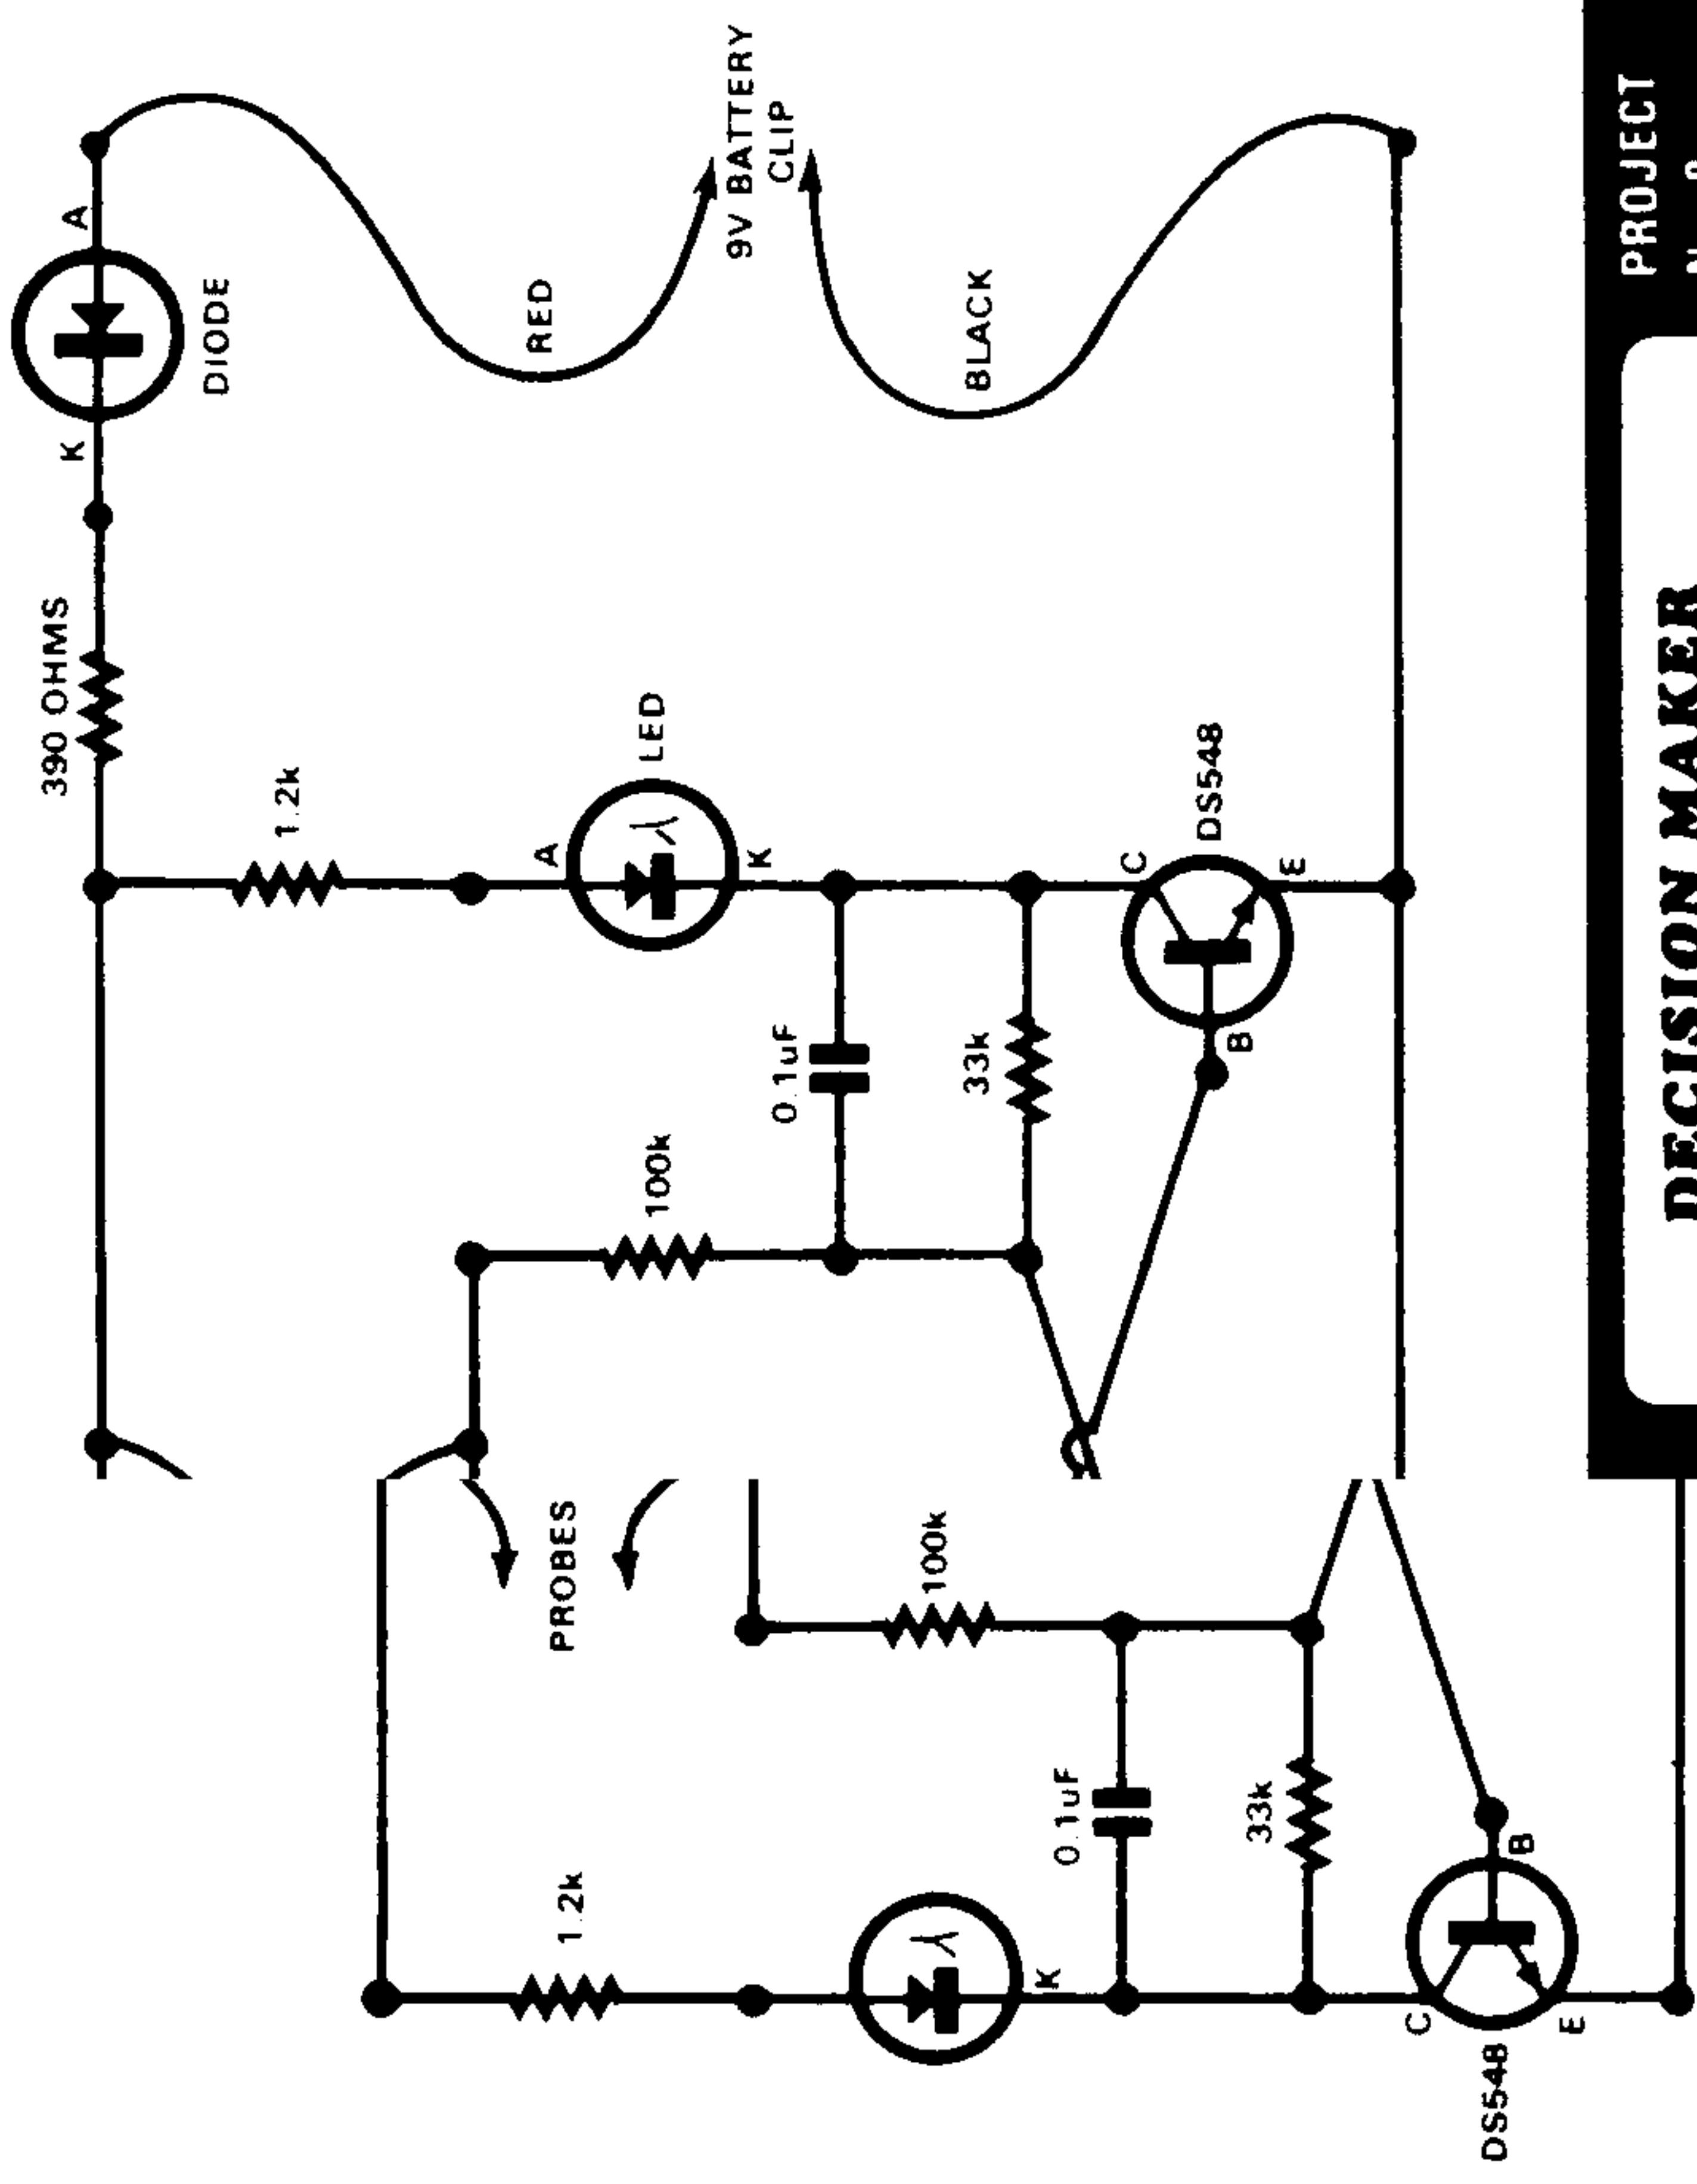 A
K
DIODE
RED
9V BATTERY
CLIP
BLACK
390 OHMS
1.2k
A
LED
K
0.1uF
33k
100k
C
DS548
E
B
PROBES
100k
0.1uF
33k
1.2k
K
B
C
E
DS548
PROJECT
DECISION MAKER